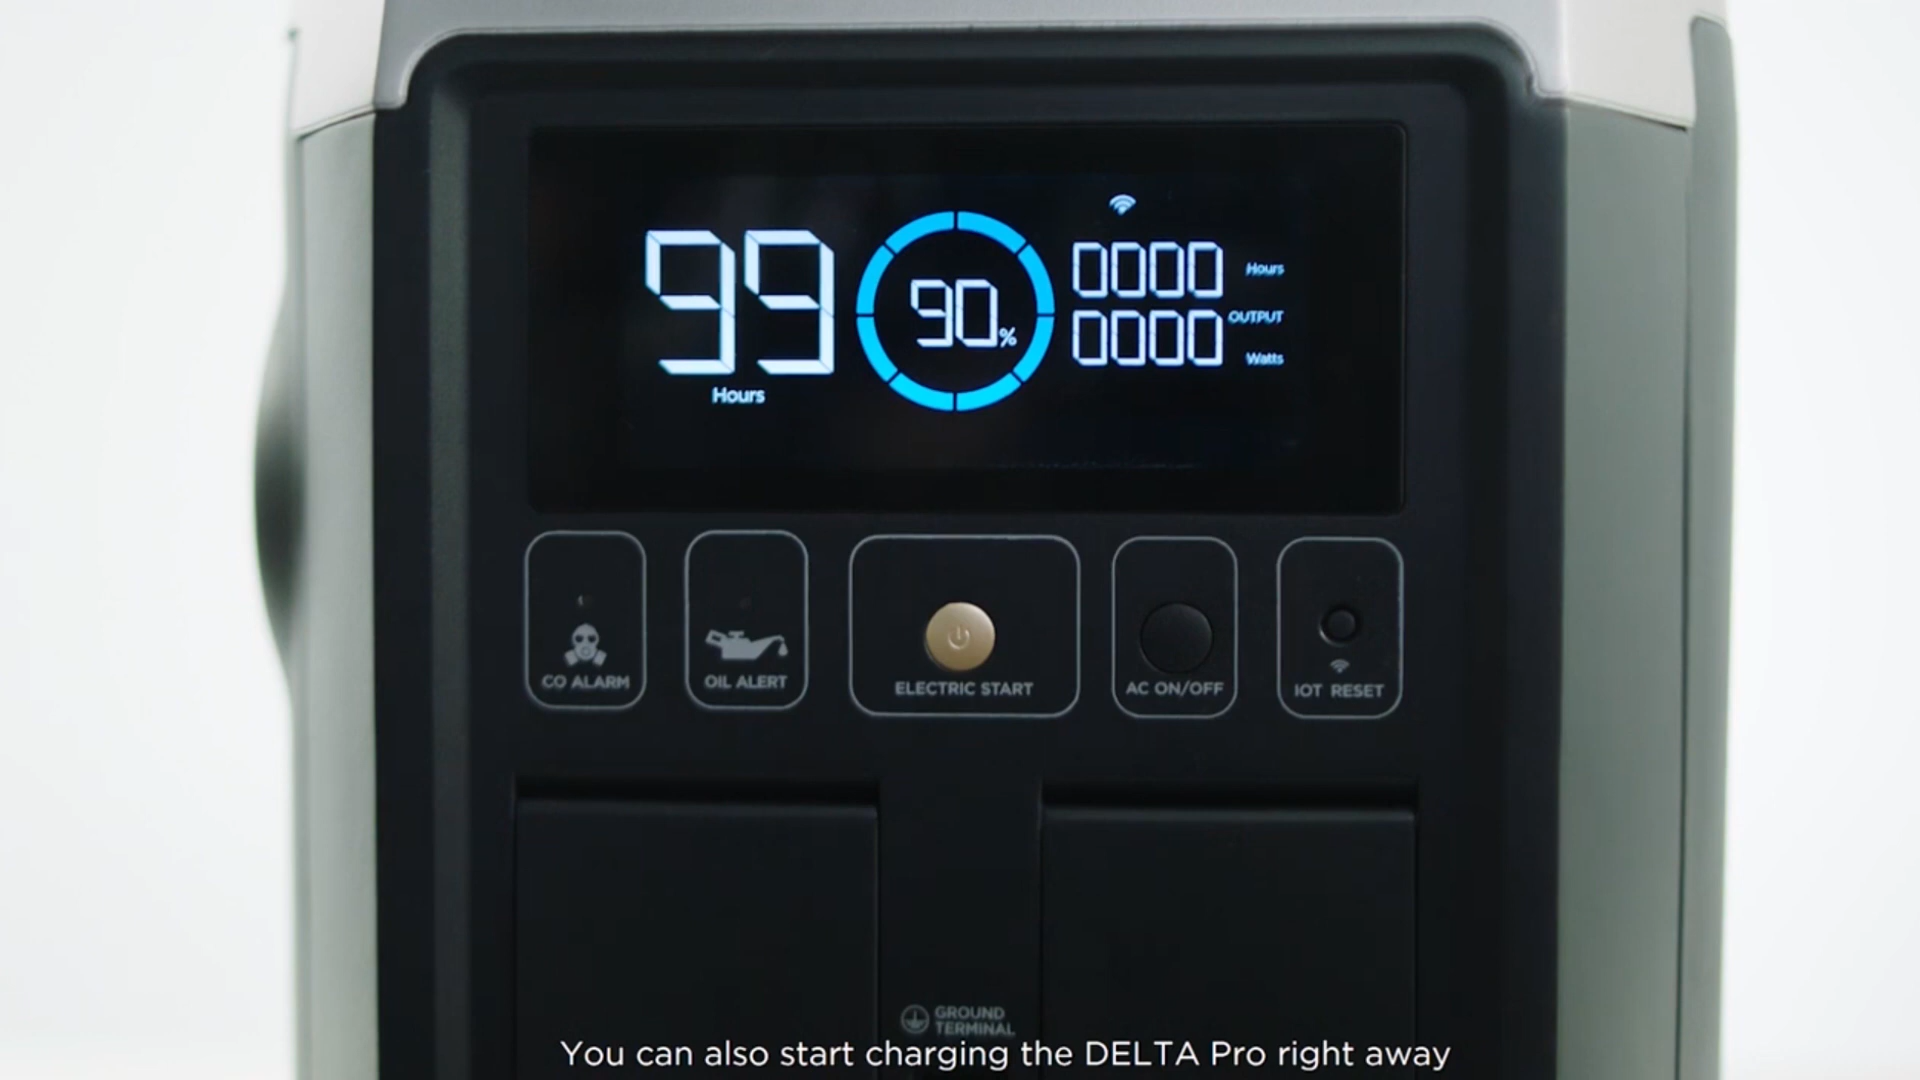 99
Hours
90%
0000 Hours
OUTPUT
0000 Watts
CO ALARM
OIL ALERT
ELECTRIC START
AC ON/OFF
IOT RESET
GROUND
TERMINAL
You can also start charging the DELTA Pro right away